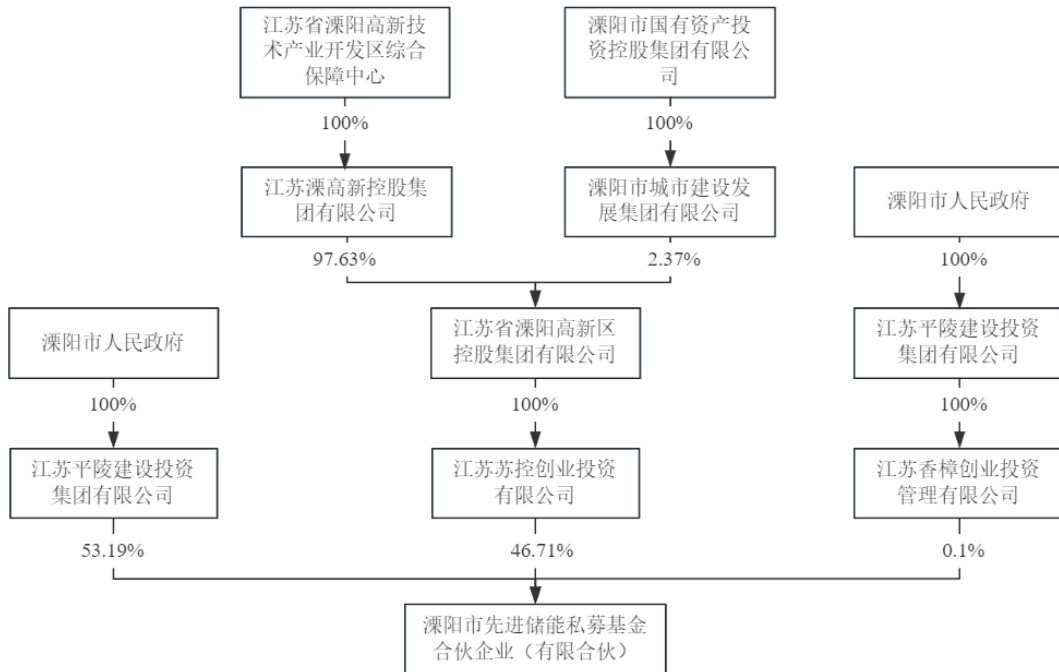 江苏省溧阳高新技
术产业开发区综合
保障中心
溧阳市国有资产投
资控股集团有限公
司
100%
100%
江苏溧高新控股集
团有限公司
溧阳市城市建设发
展集团有限公司
溧阳市人民政府
97.63%
2.37%
100%
溧阳市人民政府
江苏省溧阳高新区
控股集团有限公司
江苏平陵建设投资
集团有限公司
100%
100%
100%
江苏平陵建设投资
集团有限公司
江苏苏控创业投资
有限公司
江苏香樟创业投资
管理有限公司
53.19%
46.71%
0.1%
溧阳市先进储能私募基金
合伙企业（有限合伙）